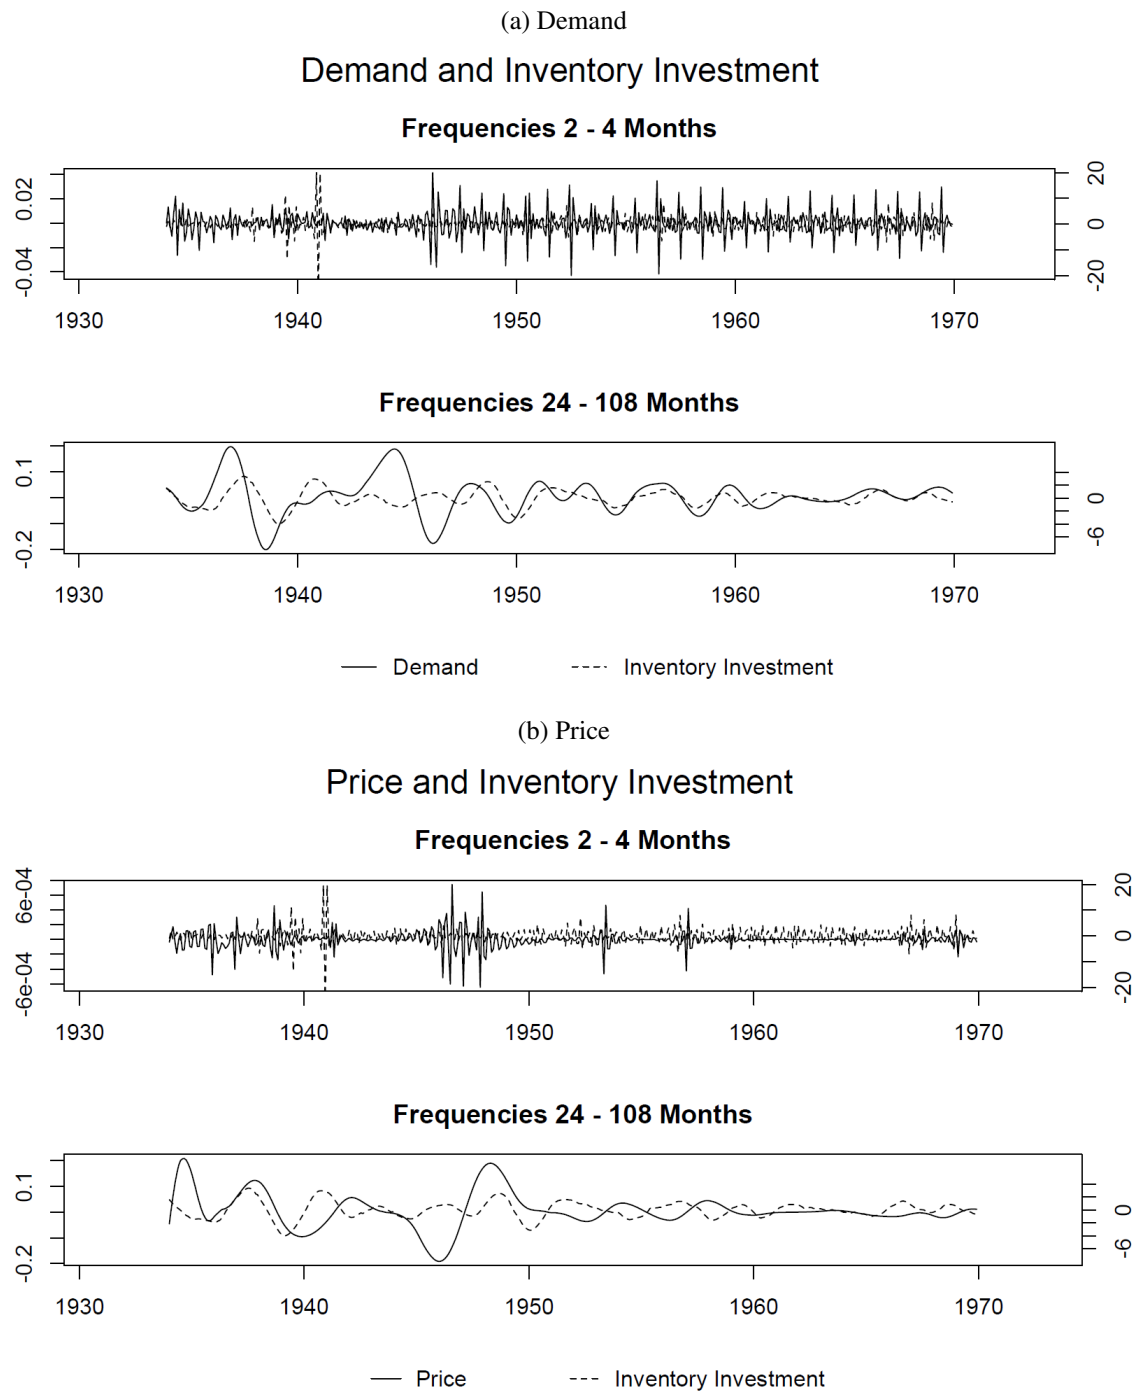 (a) Demand
Demand and Inventory Investment
Frequencies 2 - 4 Months
-0.04 0.02
-20 0 20
1930 1940 1950 1960 1970
Frequencies 24 - 108 Months
-0.2 0.1
-6 0
1930 1940 1950 1960 1970
Demand Inventory Investment
(b) Price
Price and Inventory Investment
Frequencies 2 - 4 Months
-6e-04 6e-04
-20 0 20
1930 1940 1950 1960 1970
Frequencies 24 - 108 Months
-0.2 0.1
-6 0
1930 1940 1950 1960 1970
Price Inventory Investment